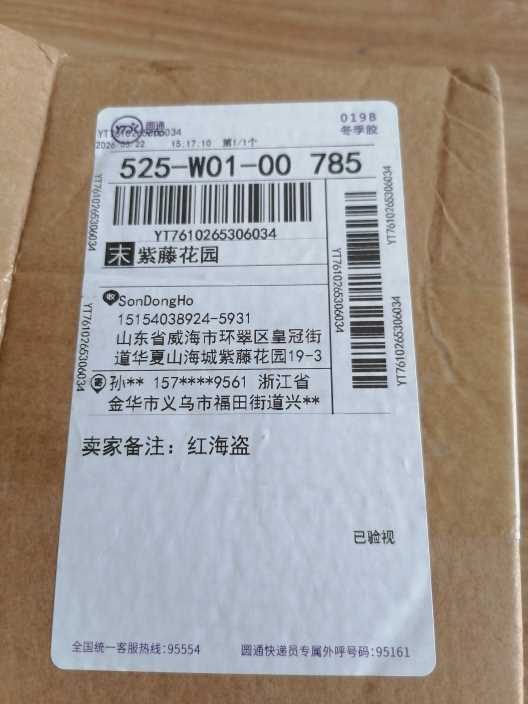 圆通
019B
冬季胶
YT7610265306034
15:17:10 第1/1个
525-W01-00 785
YT7610265306034
末 紫藤花园
收 SonDongHo
15154038924-5931
山东省威海市环翠区皇冠街
道华夏山海城紫藤花园19-3
寄 孙** 157****9561 浙江省
金华市义乌市福田街道兴**
YT7610265306034
YT7610265306034
YT7610265306034
YT7610265306034
YT7610265306034
卖家备注：红海盗
已验视
全国统一客服热线：95554
圆通快递员专属外呼号码：95161